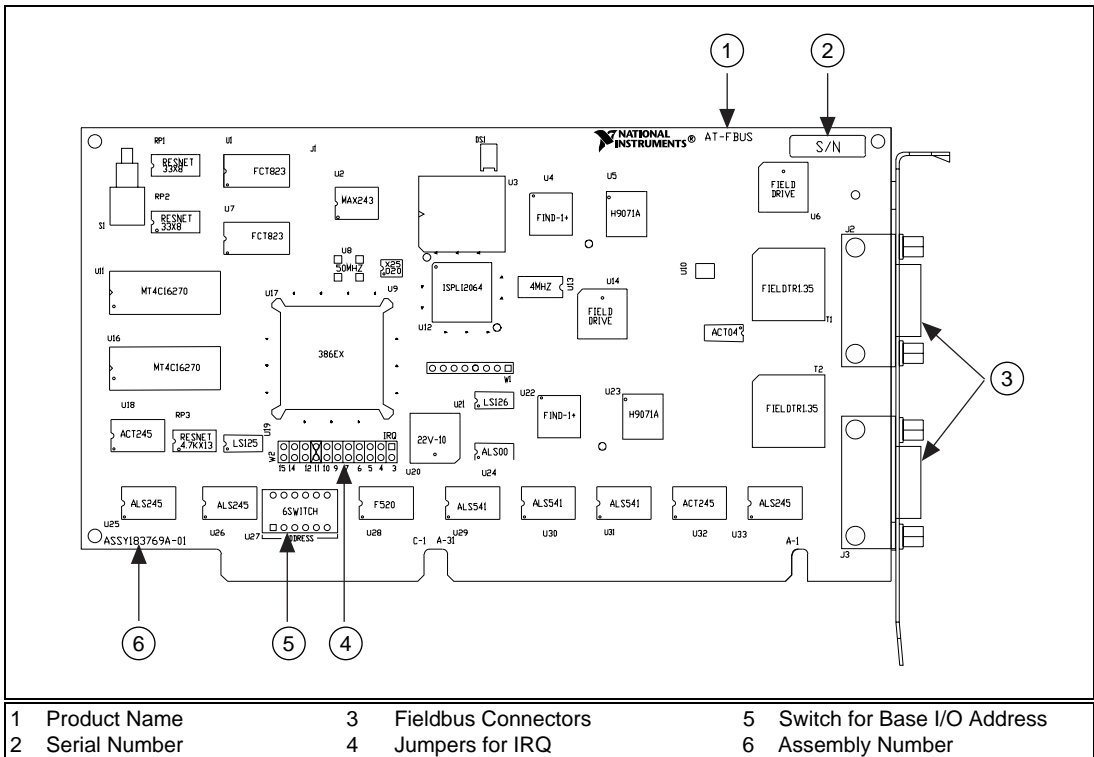 1
2
NATIONAL INSTRUMENTS®
AT-FBUS
S/N
RP1
U1
J1
DS1
RESNET 33X8
FCT823
U2
MAX243
U3
U4
U5
FIELD DRIVE
U6
FIND-1+
H9071A
RP2
U7
RESNET 33X8
FCT823
S1
J2
U8
50MHZ
X25
U20
U10
U11
MT4C16270
U17
U9
ISPLI2064
4MHZ
U13
U14
FIELDTR1.35
FIELD DRIVE
T1
U12
ACT04
U16
MT4C16270
386EX
W1
T2
3
U18
RP3
U19
U21
LS126
U22
U23
FIND-1+
H9071A
FIELDTR1.35
ACT245
RESNET 4.7KX13
LS125
IRQ
W2
22V-10
ALS00
15 14 12 11 10 9 7 6 5 4 3
U20
U24
ALS245
ALS245
6SWITCH
F520
ALS541
ALS541
ALS541
ACT245
ALS245
U25
U26
U27
ADDRESS
U28
U29
U30
U31
U32
U33
ASSY183769A-01
C-1
A-31
A-1
J3
6
5
4
1 Product Name
2 Serial Number
3 Fieldbus Connectors
4 Jumpers for IRQ
5 Switch for Base I/O Address
6 Assembly Number